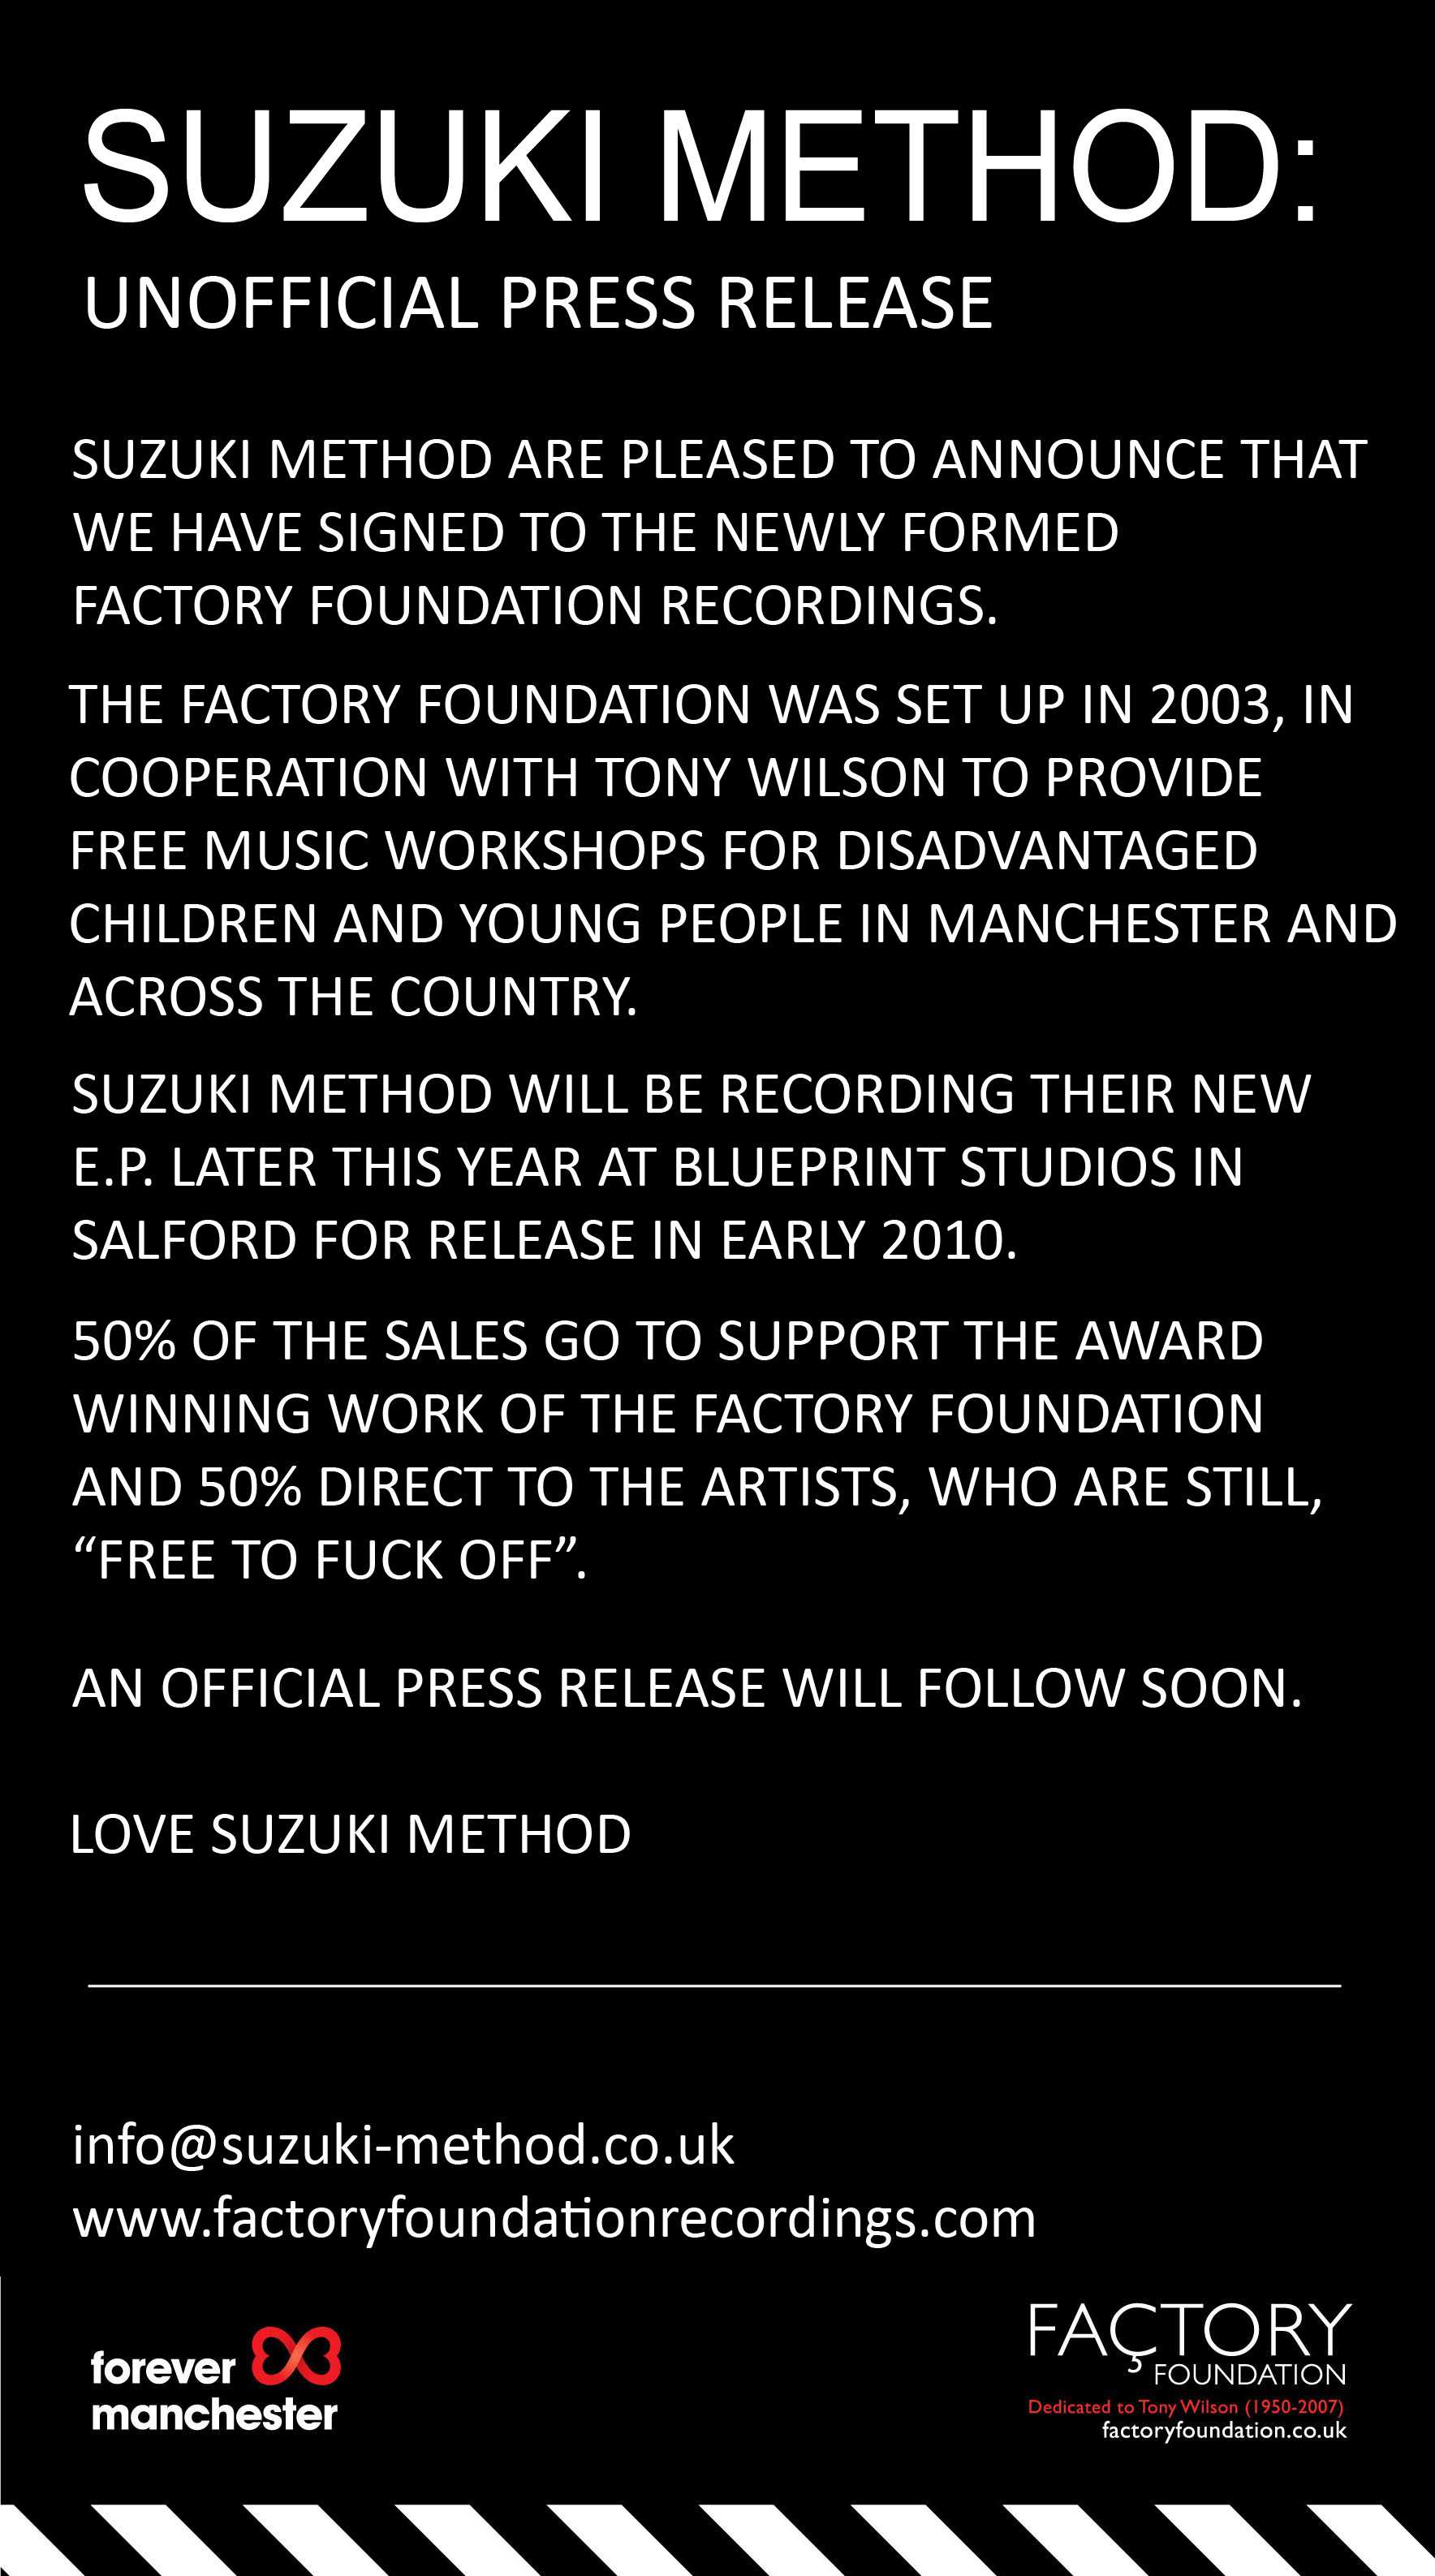 SUZUKI METHOD:
UNOFFICIAL PRESS RELEASE
SUZUKI METHOD ARE PLEASED TO ANNOUNCE THAT
WE HAVE SIGNED TO THE NEWLY FORMED
FACTORY FOUNDATION RECORDINGS.
THE FACTORY FOUNDATION WAS SET UP IN 2003, IN
COOPERATION WITH TONY WILSON TO PROVIDE
FREE MUSIC WORKSHOPS FOR DISADVANTAGED
CHILDREN AND YOUNG PEOPLE IN MANCHESTER AND
ACROSS THE COUNTRY.
SUZUKI METHOD WILL BE RECORDING THEIR NEW
E.P. LATER THIS YEAR AT BLUEPRINT STUDIOS IN
SALFORD FOR RELEASE IN EARLY 2010.
50% OF THE SALES GO TO SUPPORT THE AWARD
WINNING WORK OF THE FACTORY FOUNDATION
AND 50% DIRECT TO THE ARTISTS, WHO ARE STILL,
“FREE TO FUCK OFF”.
AN OFFICIAL PRESS RELEASE WILL FOLLOW SOON.
LOVE SUZUKI METHOD
info@suzuki-method.co.uk
www.factoryfoundationrecordings.com
forever
manchester
FAÇTORY
FOUNDATION
Dedicated to Tony Wilson (1950-2007)
factoryfoundation.co.uk